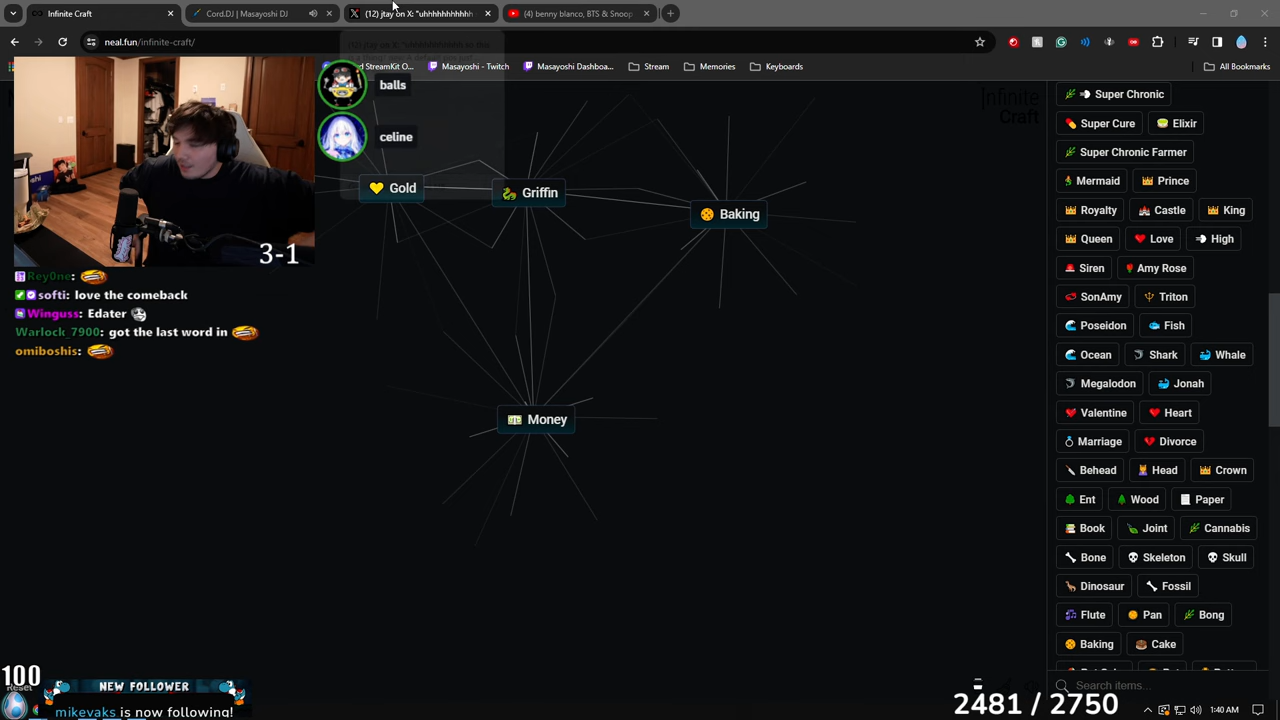 Infinite Craft
Cord.DJ | Masayoshi DJ
(12) jtay on X: "uhhhhhhhhhh
(4) benny blanco, BTS & Snoop
neal.fun/infinite-craft/
StreamKit O...
Masayoshi - Twitch
Masayoshi Dashboa...
Stream
Memories
Keyboards
All Bookmarks
balls
celine
3-1
Rey0ne:
softi: love the comeback
Winguss: Edater
Warlock_7900: got the last word in
omiboshis:
Infinite
Craft
Gold
Griffin
Baking
Money
Super Chronic
Super Cure
Elixir
Super Chronic Farmer
Mermaid
Prince
Royalty
Castle
King
Queen
Love
High
Siren
Amy Rose
SonAmy
Triton
Poseidon
Fish
Ocean
Shark
Whale
Megalodon
Jonah
Valentine
Heart
Marriage
Divorce
Behead
Head
Crown
Ent
Wood
Paper
Book
Joint
Cannabis
Bone
Skeleton
Skull
Dinosaur
Fossil
Flute
Pan
Bong
Baking
Cake
Search items...
100
Reset
NEW FOLLOWER
mikevaks is now following!
2481 / 2750
1:40 AM